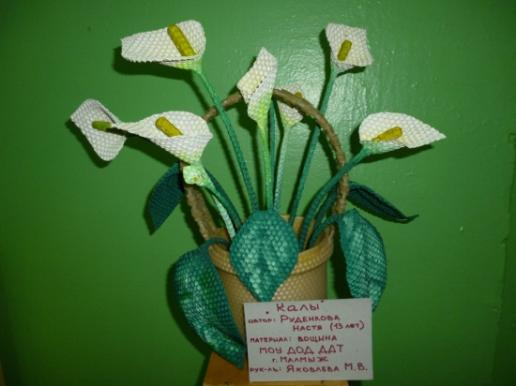 "Калы"
автор: Руденкова
Настя (13 лет)
материал: вощина
МОУ ДОД ДДТ
г. Малмыж
рук-ль: Яковлева М.В.